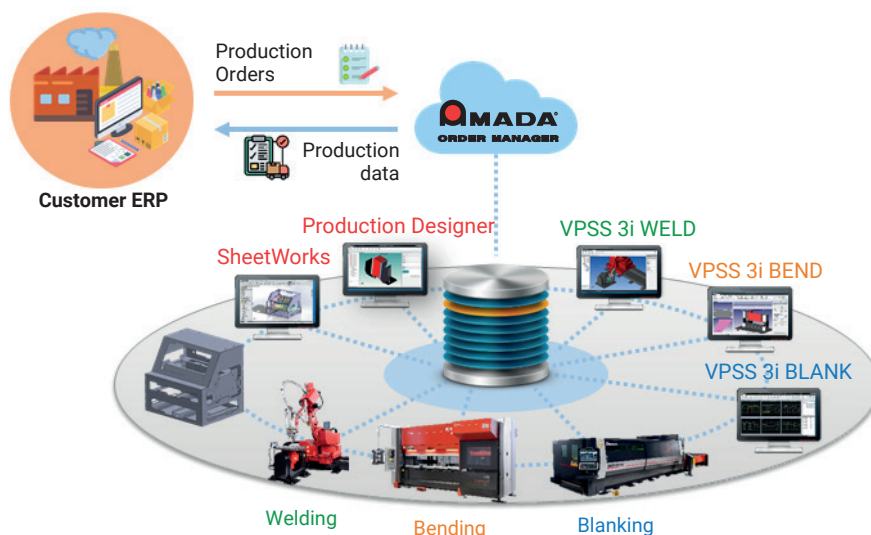 Production
Orders
AMADA®
ORDER MANAGER
Production
data
Customer ERP
Production Designer
VPSS 3i WELD
SheetWorks
VPSS 3i BEND
VPSS 3i BLANK
Welding
Bending
Blanking